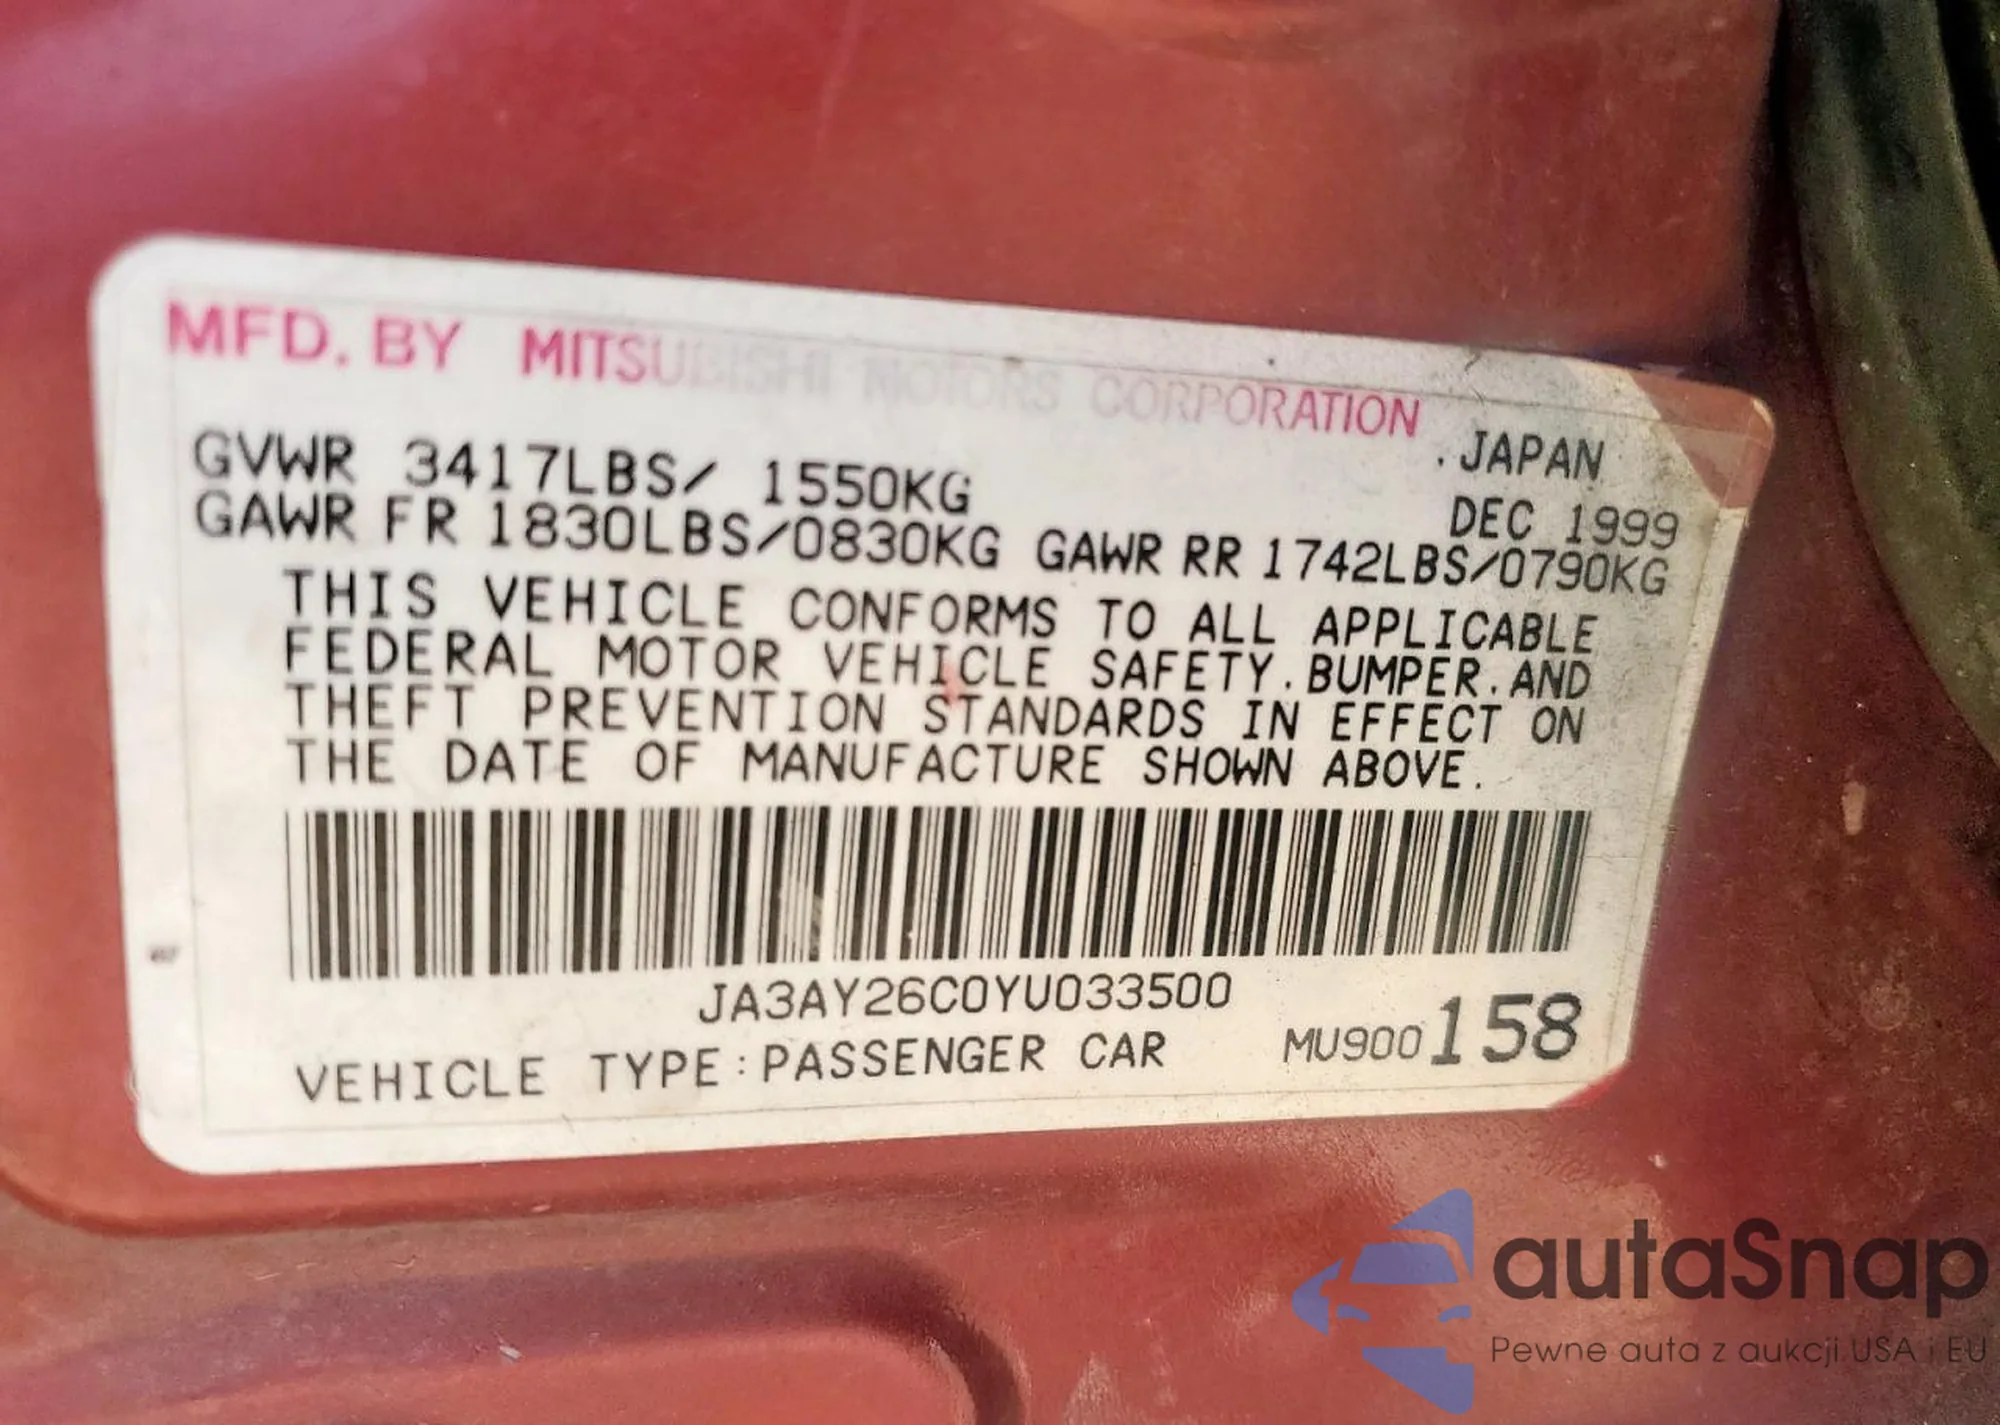 MFD. BY MITSUBISHI MOTORS CORPORATION
.JAPAN
GVWR 3417LBS/ 1550KG
DEC 1999
GAWR FR 1830LBS/0830KG GAWR RR 1742LBS/0790KG
THIS VEHICLE CONFORMS TO ALL APPLICABLE
FEDERAL MOTOR VEHICLE SAFETY.BUMPER.AND
THEFT PREVENTION STANDARDS IN EFFECT ON
THE DATE OF MANUFACTURE SHOWN ABOVE.
JA3AY26C0YU033500
VEHICLE TYPE:PASSENGER CAR
MU900158
autaSnap
Pewne auta z aukcji USA i EU